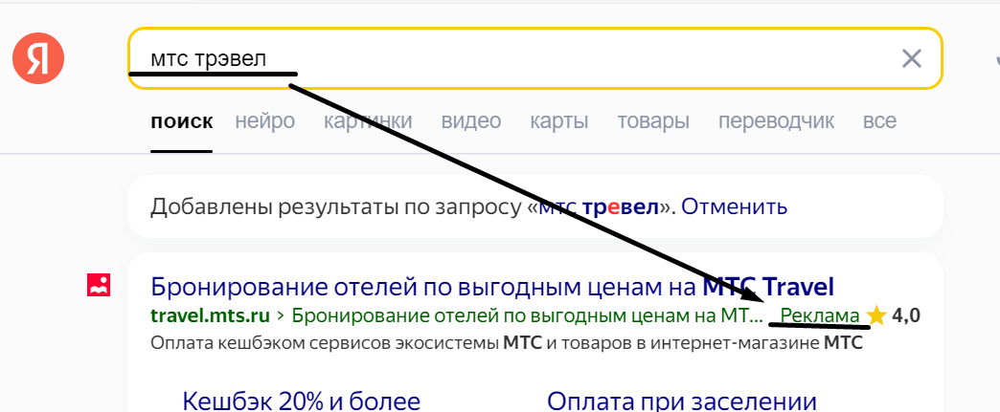 Я
мтс трэвел
поиск нейро картинки видео карты товары переводчик все
Добавлены результаты по запросу «мтс тревел». Отменить
Бронирование отелей по выгодным ценам на МТС Travel
travel.mts.ru › Бронирование отелей по выгодным ценам на МТ... Реклама 4,0
Оплата кешбэком сервисов экосистемы МТС и товаров в интернет-магазине МТС
Кешбэк 20% и более Оплата при заселении